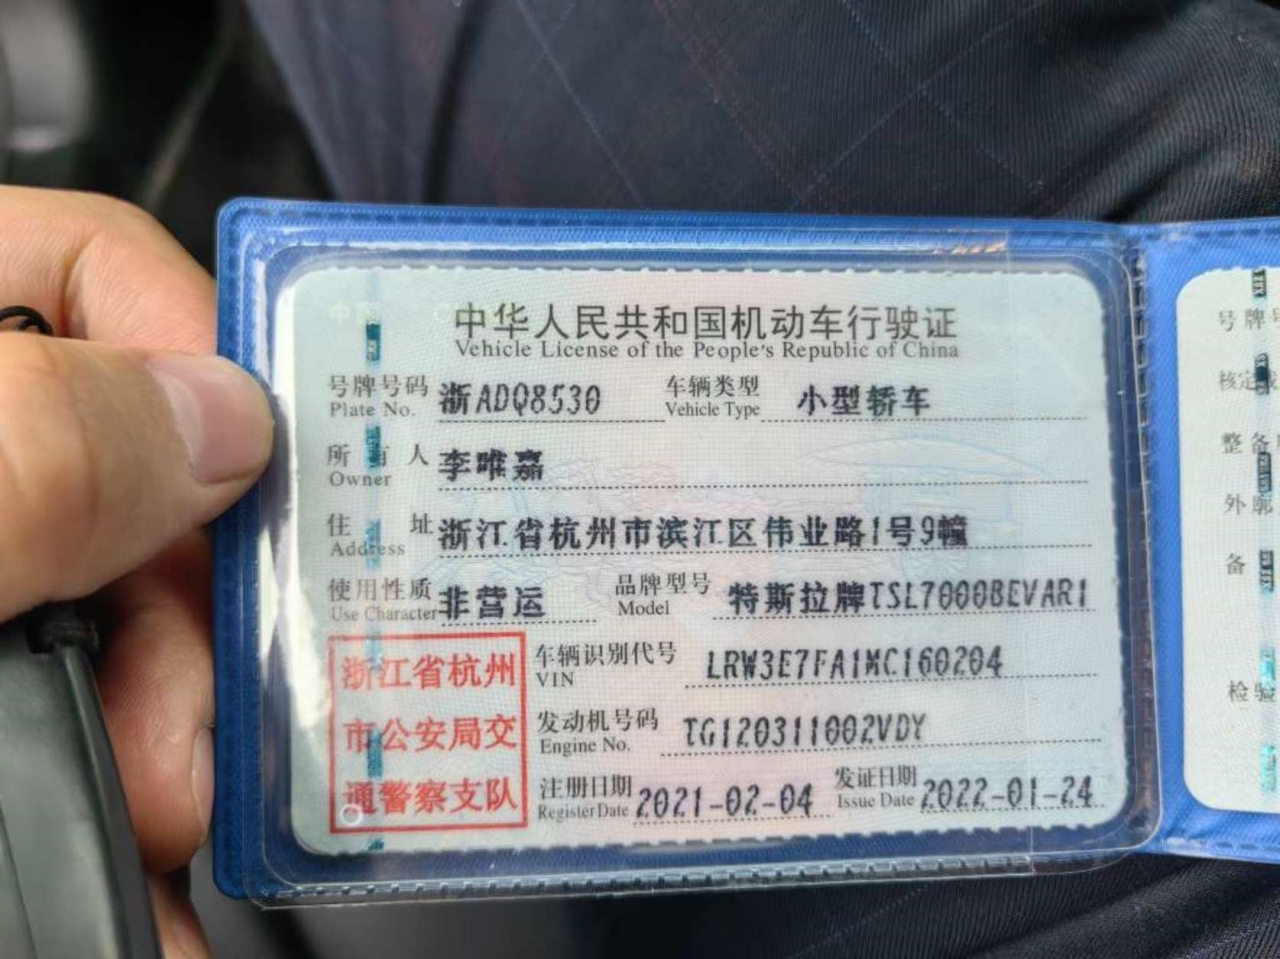 中华人民共和国机动车行驶证
Vehicle License of the People's Republic of China
号牌号码 浙ADQ8530 车辆类型 小型轿车
Plate No. Vehicle Type
所有人 李唯嘉
Owner
住址 浙江省杭州市滨江区伟业路1号9幢
Address
使用性质 非营运 品牌型号 特斯拉牌TSL7000BEVAR1
Use Character Model
浙江省杭州
市公安局交
通警察支队
车辆识别代号 LRW3E7FA1MC160204
VIN
发动机号码 TG120311002VDY
Engine No.
注册日期 2021-02-04 发证日期 2022-01-24
Register Date Issue Date
号牌
核定
整备
外廓
备
检验